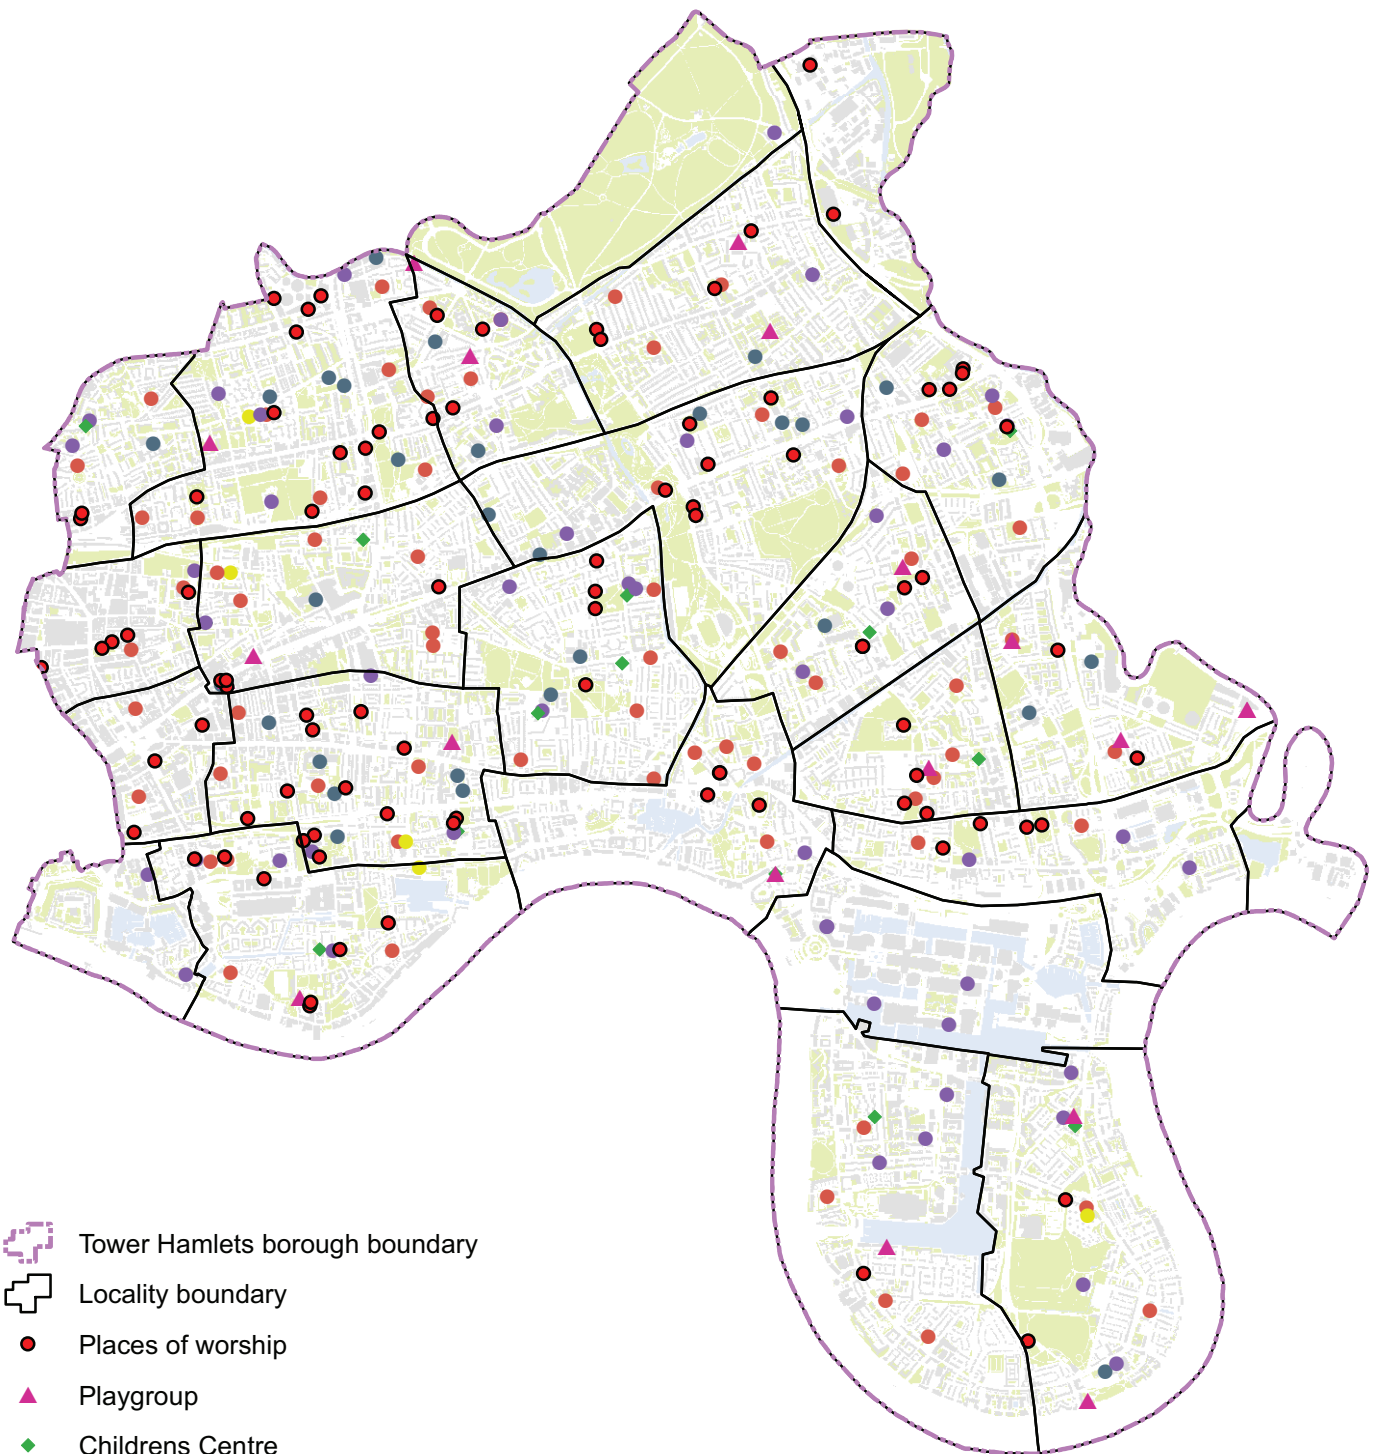 Tower Hamlets borough boundary
Locality boundary
Places of worship
Playgroup
Childrens Centre